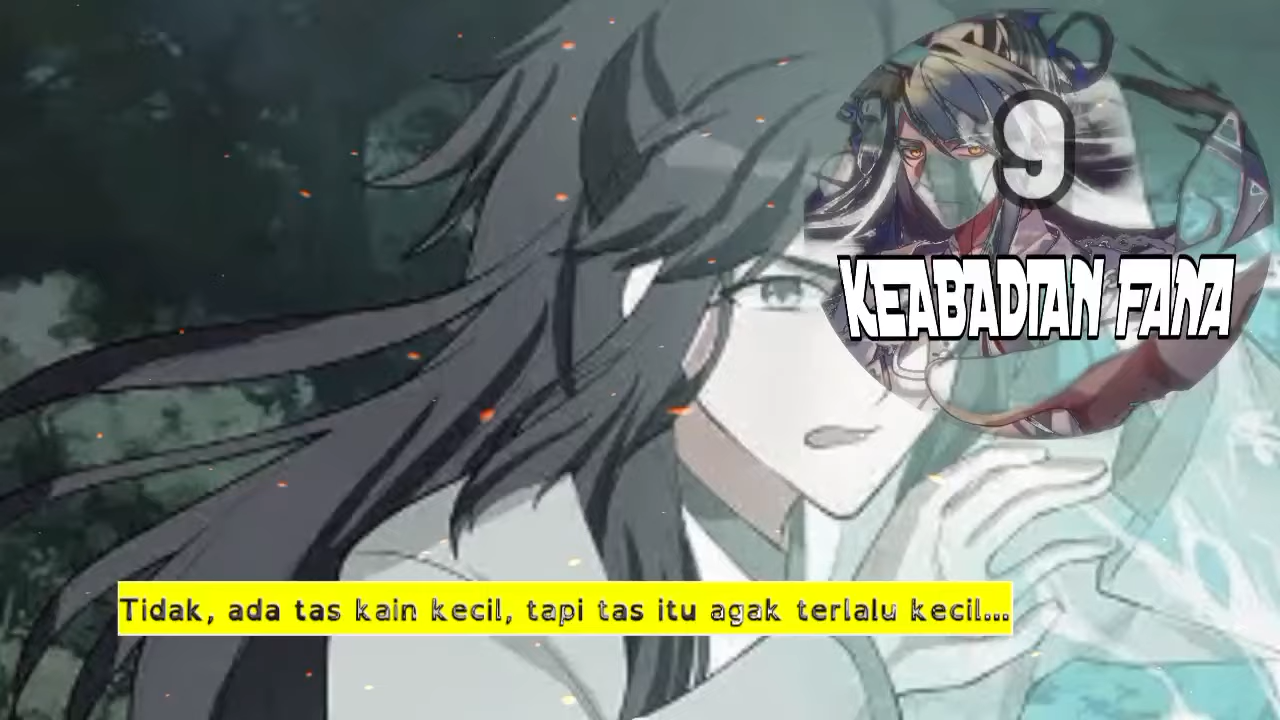 9
KEABADIAN FANA
Tidak, ada tas kain kecil, tapi tas itu agak terlalu kecil...